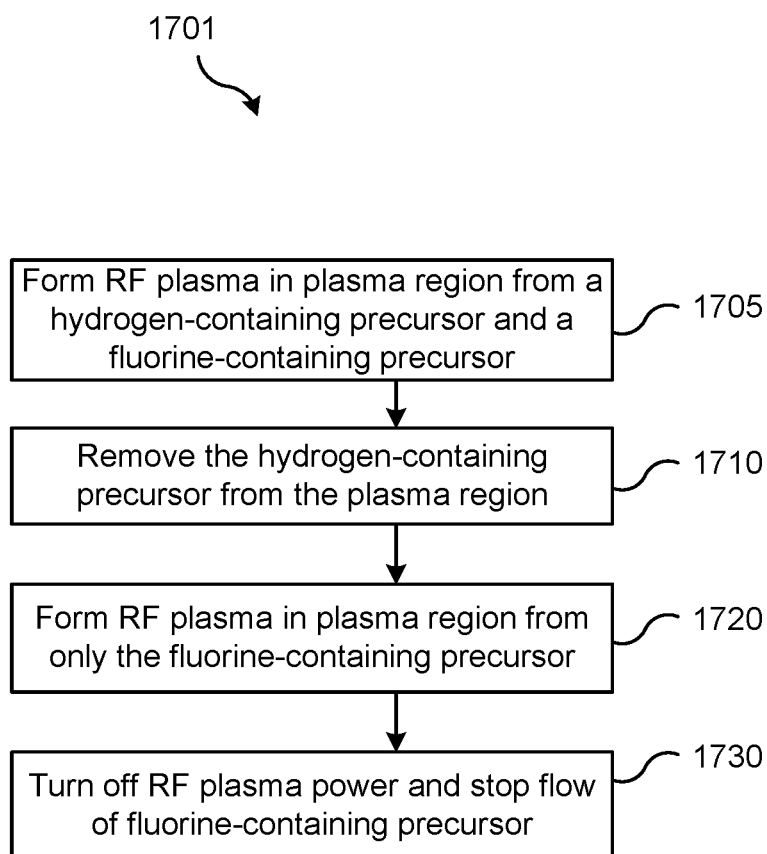 1701
Form RF plasma in plasma region from a
hydrogen-containing precursor and a
fluorine-containing precursor
1705
Remove the hydrogen-containing
precursor from the plasma region
1710
Form RF plasma in plasma region from
only the fluorine-containing precursor
1720
Turn off RF plasma power and stop flow
of fluorine-containing precursor
1730